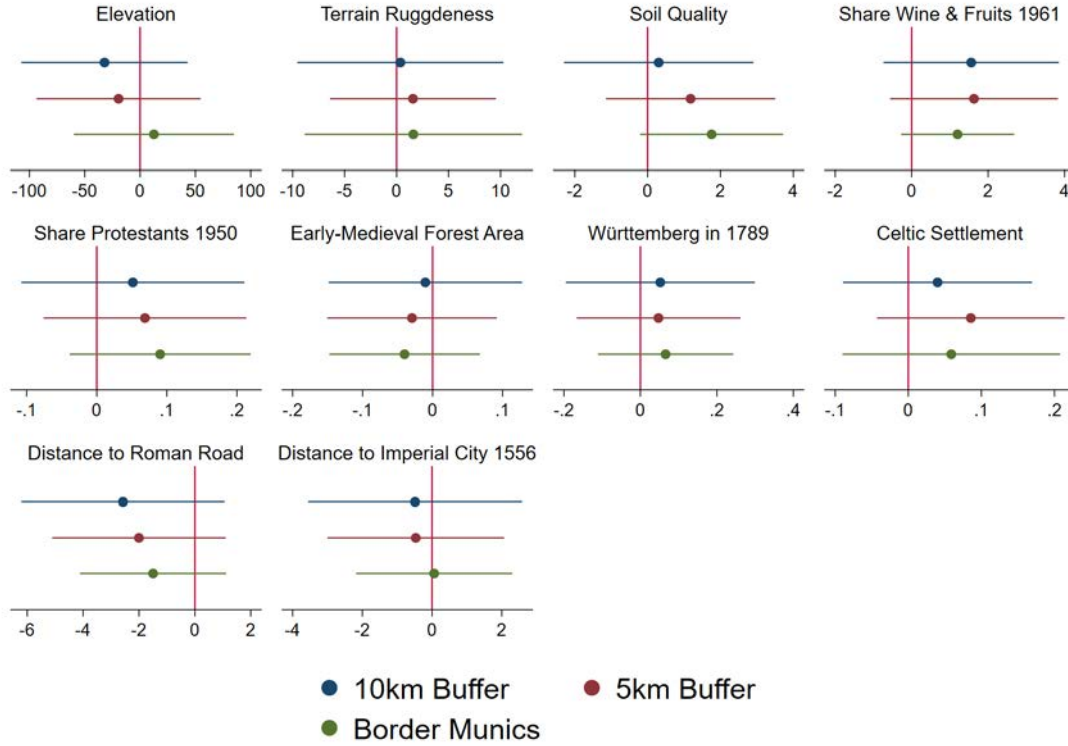 Elevation
Terrain Ruggdeness
Soil Quality
Share Wine & Fruits 1961
-100 -50 0 50 100
-10 -5 0 5 10
-2 0 2 4
-2 0 2 4
Share Protestants 1950
Early-Medieval Forest Area
Württemberg in 1789
Celtic Settlement
-.1 0 .1 .2
-.2 -.1 0 .1
-.2 0 .2 .4
-.1 0 .1 .2
Distance to Roman Road
Distance to Imperial City 1556
-6 -4 -2 0 2
-4 -2 0 2
10km Buffer
5km Buffer
Border Munics